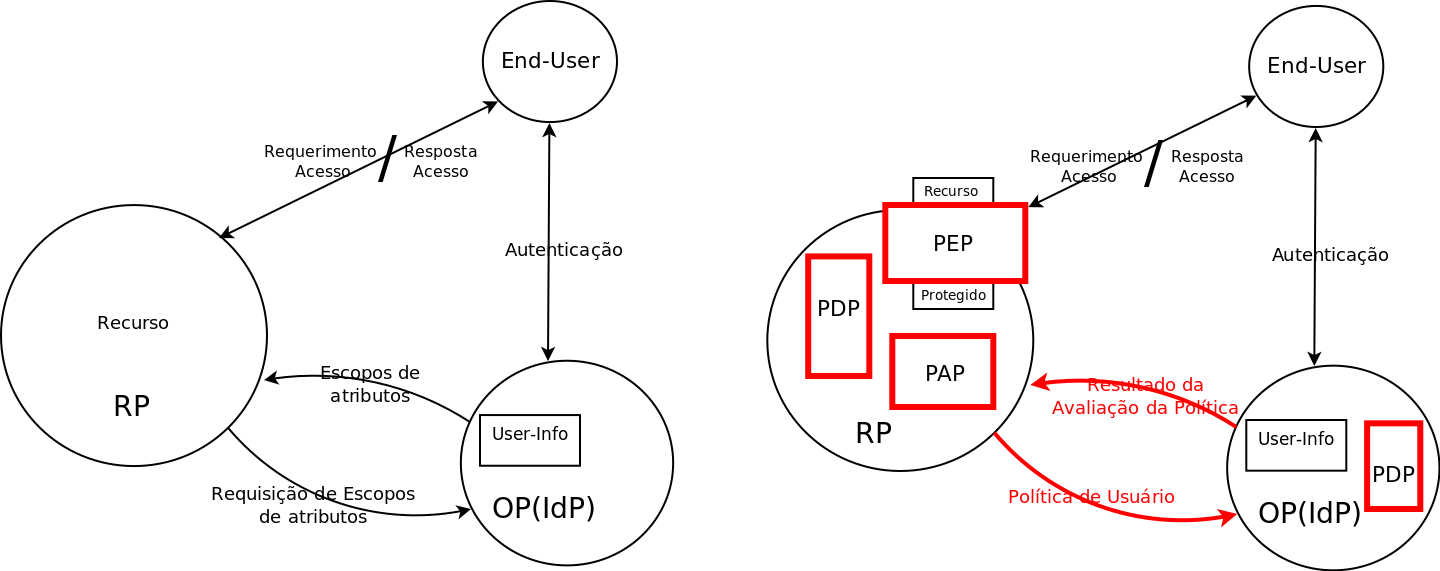 End-User
Requerimento
Acesso
/
Resposta
Acesso
Autenticação
Recurso
RP
Escopos de
atributos
User-Info
Requisição de Escopos
de atributos
OP(IdP)
End-User
Requerimento
Acesso
/
Resposta
Acesso
Recurso
PEP
Protegido
PDP
PAP
RP
Autenticação
Resultado da
Avaliação da Política
User-Info
PDP
Política de Usuário
OP(IdP)